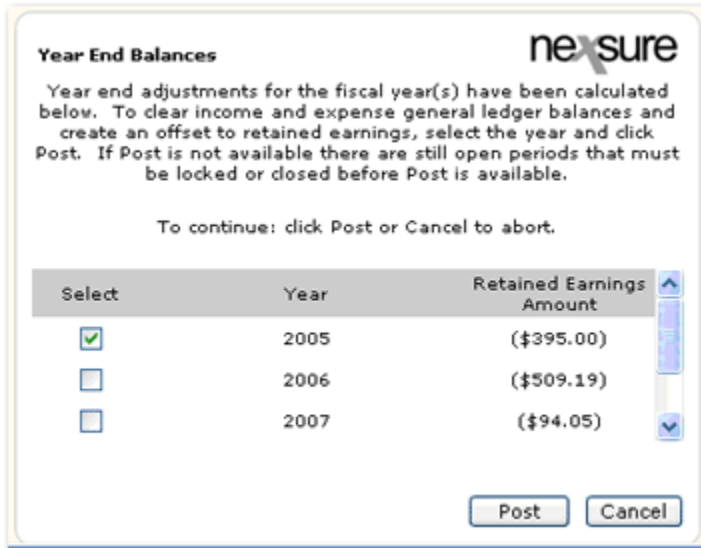 nexsure
Year End Balances
Year end adjustments for the fiscal year(s) have been calculated
below. To clear income and expense general ledger balances and
create an offset to retained earnings, select the year and click
Post. If Post is not available there are still open periods that must
be locked or closed before Post is available.
To continue: click Post or Cancel to abort.
Select Year Retained Earnings
Amount
2005 ($395.00)
2006 ($509.19)
2007 ($94.05)
Post Cancel